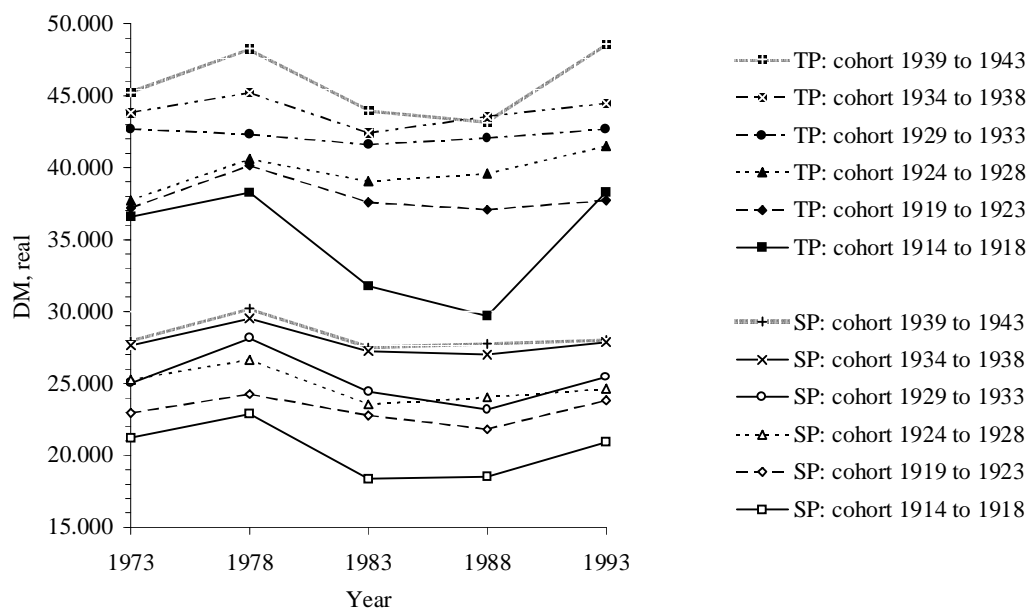 50.000
45.000
40.000
35.000
30.000
25.000
20.000
15.000
DM, real
1973 1978 1983 1988 1993
Year
TP: cohort 1939 to 1943
TP: cohort 1934 to 1938
TP: cohort 1929 to 1933
TP: cohort 1924 to 1928
TP: cohort 1919 to 1923
TP: cohort 1914 to 1918
SP: cohort 1939 to 1943
SP: cohort 1934 to 1938
SP: cohort 1929 to 1933
SP: cohort 1924 to 1928
SP: cohort 1919 to 1923
SP: cohort 1914 to 1918